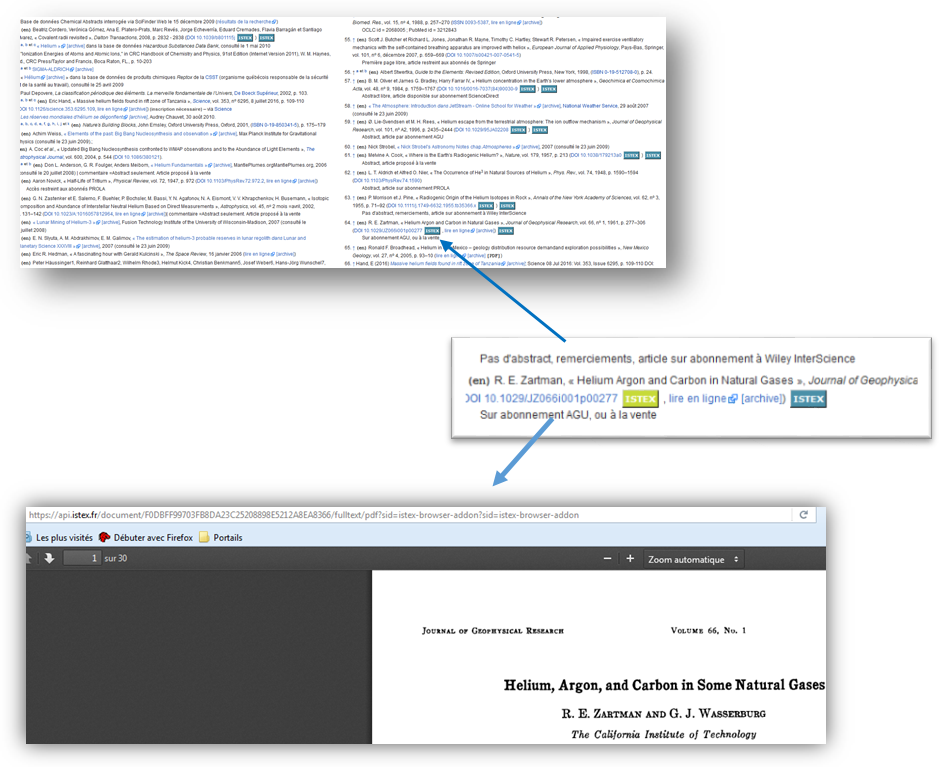 Base de données Chemical Abstracts interrogée via SciFinder Web le 15 décembre 2009 (résultats de la recherche)
(en) Beatriz Cordero, Verónica Gómez, Ana E. Platero-Prats, Marc Revés, Jorge Echeverría, Eduard Cremades, Flavia Barragán et Santiago
« Covalent radii revisited », Dalton Transactions, 2008, p. 2832 - 2838 (DOI 10.1039/b801115j) ISTEX ISTEX
« Helium » [archive] dans la base de données Hazardous Substances Data Bank, consulté le 1 mai 2010
"Ionization Energies of Atoms and Atomic Ions," in CRC Handbook of Chemistry and Physics, 91st Edition (Internet Version 2011), W. M. Haynes,
CRC Press/Taylor and Francis, Boca Raton, FL., p. 10-203
SIGMA-ALDRICH [archive]
« Hélium » [archive] » dans la base de données de produits chimiques Reptox de la CSST (organisme québécois responsable de la sécurité
et de la santé au travail), consulté le 25 avril 2009
Paul Depovere, La classification périodique des éléments. La merveille fondamentale de l'Univers, De Boeck Supérieur, 2002, p. 103.
(en) Eric Hand, « Massive helium fields found in rift zone of Tanzania », Science, vol. 353, nº 6295, 8 juillet 2016, p. 109-110
Les réserves mondiales d'hélium se dégonflent [archive] Audrey Chauvet, 30 août 2010
(en) Nature's Building Blocks, John Emsley, Oxford University Press, Oxford, 2001, (ISBN 0-19-850341-5), p. 175–179
(en) Achim Weiss, « Elements of the past: Big Bang Nucleosynthesis and observation » [archive], Max Planck Institute for Gravitational
(consulté le 23 juin 2009);
A. Coc et al., « Updated Big Bang Nucleosynthesis confronted to WMAP observations and to the Abundance of Light Elements », The
vol. 600, 2004, p. 544 (DOI 10.1086/380121)
(en) Don L. Anderson, G. R. Foulger, Anders Meibom, « Helium Fundamentals » [archive], MantlePlumes.orgMantlePlumes.org, 2006
(consulté le 20 juillet 2008) | commentaire =Abstract seulement. Article proposé à la vente
(en) Aaron Novick, « Half-Life of Tritium », Physical Review, vol. 72, 1947, p. 972 (DOI 10.1103/PhysRev.72.972.2, lire en ligne [archive])
Accès restreint aux abonnés PROLA
(en) G. N. Zastenker et E. Salerno, F. Buehler, P. Bochsler, M. Bassi, Y. N. Agafonov, N. A. Eismont, V. V. Khrapchenkov, H. Busemann, « Isotopic
Composition and Abundance of Interstellar Neutral Helium Based on Direct Measurements », Astrophysics, vol. 45, nº 2 mois =avril, 2002,
131–142 (DOI 10.1023/A:1016057812964, lire en ligne [archive]) | commentaire =Abstract seulement. Article proposé à la vente
« Lunar Mining of Helium-3 » [archive], Fusion Technology Institute of the University of Wisconsin-Madison, 2007 (consulté le
juillet 2008)
(en) E. N. Slyuta, A. M. Abdrakhimov, E. M. Galimov, « The estimation of helium-3 probable reserves in lunar regolith dans Lunar and
Planetary Science XXXVIII » [archive], 2007 (consulté le 23 juin 2009)
(en) Eric R. Hedman, « A fascinating hour with Gerald Kulcinski », The Space Review, 16 janvier 2006 (lire en ligne [archive])
(en) Peter Häussinger1, Reinhard Glatthaar2, Wilhelm Rhode3, Helmut Kick4, Christian Benkmann5, Josef Weber6, Hans-Jörg Wunschel7,
Biomed. Res., vol. 15, nº 4, 1988, p. 257–270 (ISSN 0093-5387, lire en ligne [archive])
OCLC id = 2068005 ; PubMed id = 3212843
55. ↑ (en) Scott J. Butcher et Richard L. Jones, Jonathan R. Mayne, Timothy C. Hartley, Stewart R. Petersen, « Impaired exercise ventilatory
mechanics with the self-contained breathing apparatus are improved with heliox », European Journal of Applied Physiology, Pays-Bas, Springer,
vol. 101, nº 6, décembre 2007, p. 659–669 (DOI 10.1007/s00421-007-0541-5)
Première page libre, article restreint aux abonnés de Springer
56. (en) Albert Stwertka, Guide to the Elements: Revised Edition, Oxford University Press, New York, 1998, (ISBN 0-19-512708-0), p. 24.
57. ↑ (en) B. M. Oliver et James G. Bradley, Harry Farrar IV, « Helium concentration in the Earth's lower atmosphere », Geochimica et Cosmochimica
Acta, vol. 48, nº 9, 1984, p. 1759–1767 (DOI 10.1016/0016-7037(84)90030-9 ISTEX ISTEX
Abstract libre, article disponible sur abonnement ScienceDirect
58. ↑ (en) « The Atmosphere: Introduction dans JetStream - Online School for Weather » [archive], National Weather Service, 29 août 2007
(consulté le 23 juin 2009)
59. ↑ (en) Ø. Lie-Svendsen et M. H. Rees, « Helium escape from the terrestrial atmosphere: The ion outflow mechanism », Journal of Geophysical
Research, vol. 101, nº A2, 1996, p. 2435–2444 (DOI 10.1029/95JA02208 ISTEX ISTEX
Abstract, article par abonnement AGU
60. ↑ (en) Nick Strobel, « Nick Strobel's Astronomy Notes chap. Atmospheres » [archive], 2007 (consulté le 23 juin 2009)
61. ↑ (en) Melvine A. Cook, « Where is the Earth's Radiogenic Helium? », Nature, vol. 179, 1957, p. 213 (DOI 10.1038/179213a0 ISTEX ISTEX
Abstract, article proposé à la vente
62. ↑ (en) L. T. Aldrich et Alfred O. Nier, « The Occurrence of He3 in Natural Sources of Helium », Phys. Rev., vol. 74, 1948, p. 1590–1594
(DOI 10.1103/PhysRev.74.1590)
Abstract, article sur abonnement PROLA
63. ↑ (en) P. Morrison et J. Pine, « Radiogenic Origin of the Helium Isotopes in Rock », Annals of the New York Academy of Sciences, vol. 62, nº 3,
1955, p. 71–92 (DOI 10.1111/j.1749-6632.1955.tb35366.x ISTEX ISTEX
Pas d'abstract, remerciements, article sur abonnement à Wiley InterScience
64. ↑ (en) R. E. Zartman, « Helium Argon and Carbon in Natural Gases », Journal of Geophysical Research, vol. 66, nº 1, 1961, p. 277–306
(DOI 10.1029/JZ066i001p00277 ISTEX , lire en ligne [archive]) ISTEX
Sur abonnement AGU, ou à la vente
65. ↑ (en) Ronald F. Broadhead, « Helium in New Mexico – geology distribution resource demand and exploration possibilities », New Mexico
Geology, vol. 27, nº 4, 2005, p. 93–10 (lire en ligne [archive] [PDF])
66. ↑ Hand, E (2016) Massive helium fields found in rift zone of Tanzania [archive]; Science 08 Jul 2016: Vol. 353, Issue 6295, p. 109-110 DOI
Pas d'abstract, remerciements, article sur abonnement à Wiley InterScience
(en) R. E. Zartman, « Helium Argon and Carbon in Natural Gases », Journal of Geophysica
DOI 10.1029/JZ066i001p00277 ISTEX , lire en ligne [archive]) ISTEX
Sur abonnement AGU, ou à la vente
https://api.istex.fr/document/F0DBFF99703FB8DA23C25208898E5212A8EA8366/fulltext/pdf?sid=istex-browser-addon?sid=istex-browser-addon
Les plus visités Débuter avec Firefox Portails
1 sur 30 − + Zoom automatique
JOURNAL OF GEOPHYSICAL RESEARCH VOLUME 66, NO. 1
Helium, Argon, and Carbon in Some Natural Gases
R. E. ZARTMAN AND G. J. WASSERBURG
The California Institute of Technology